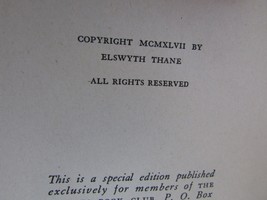 COPYRIGHT MCMXLVII BY
ELSWYTH THANE
ALL RIGHTS RESERVED
This is a special edition published
exclusively for members of THE
BOOK CLUB, P. O. Box